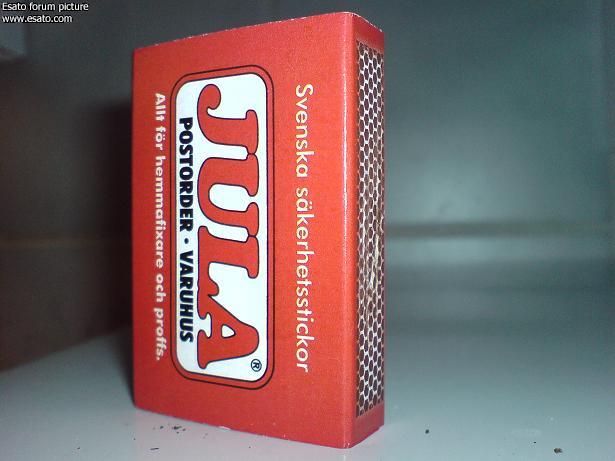 Esato forum picture
www.esato.com
Svenska säkerhetsstickor
JULA®
POSTORDER • VARUHUS
Allt för hemmafixare och proffs.